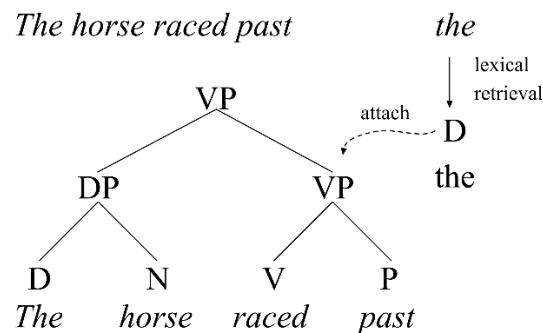 The horse raced past the
lexical
retrieval
VP
attach
D
DP VP the
D N V P
The horse raced past